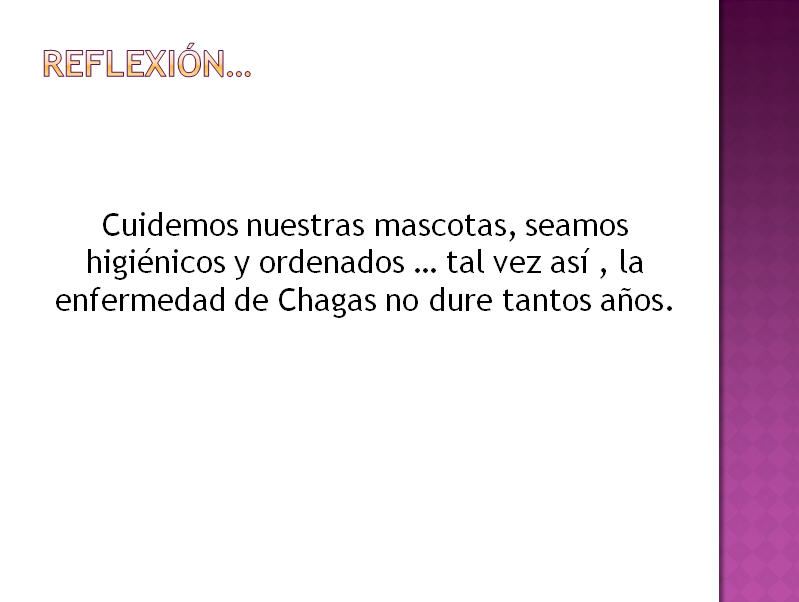 REFLEXIÓN...
Cuidemos nuestras mascotas, seamos
higiénicos y ordenados ... tal vez así , la
enfermedad de Chagas no dure tantos años.